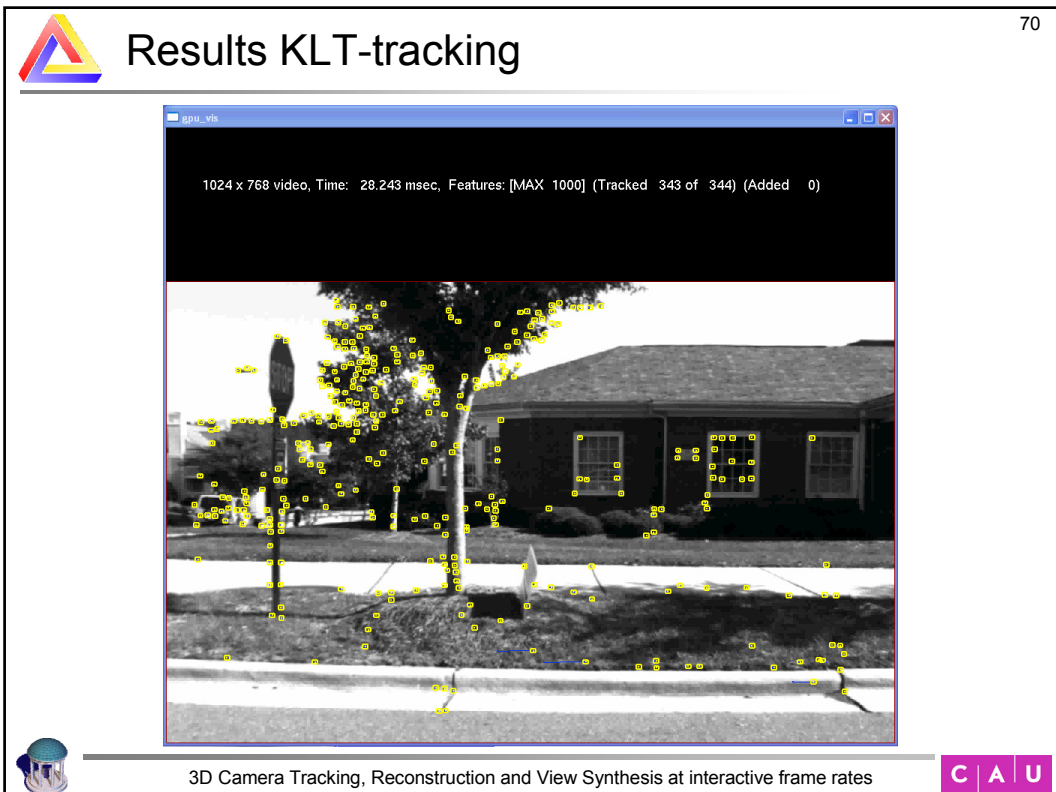 70
Results KLT-tracking
gpu_vis
1024 x 768 video, Time: 28.243 msec, Features: [MAX 1000] (Tracked 343 of 344) (Added 0)
3D Camera Tracking, Reconstruction and View Synthesis at interactive frame rates
C | A | U